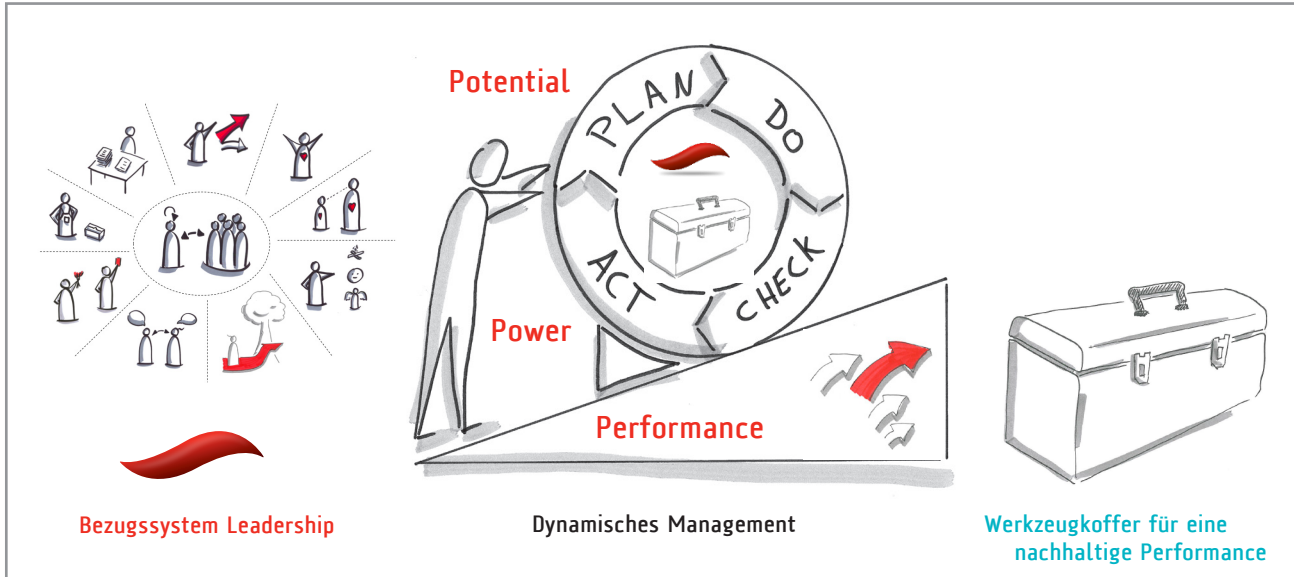 Potential
PLAN
DO
CHECK
ACT
Power
Performance
Bezugssystem Leadership
Dynamisches Management
Werkzeugkoffer für eine
nachhaltige Performance